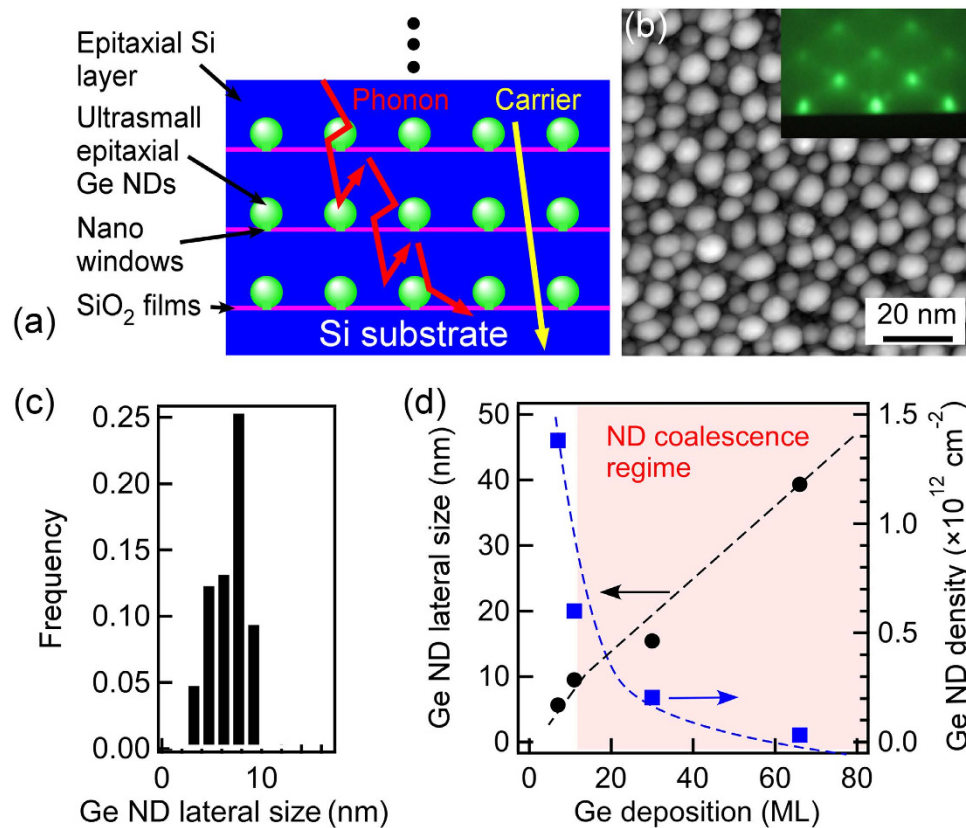 (a)
Epitaxial Si
layer
Ultrasmall
epitaxial
Ge NDs
Nano
windows
SiO₂ films
Phonon
Carrier
Si substrate
(b)
20 nm
(c)
Frequency
0.25
0.20
0.15
0.10
0.05
0.00
0
10
Ge ND lateral size (nm)
(d)
Ge ND lateral size (nm)
50
40
30
20
10
0
ND coalescence
regime
1.5
1.0
0.5
0.0
Ge ND density (×10¹² cm⁻²)
0
20
40
60
80
Ge deposition (ML)